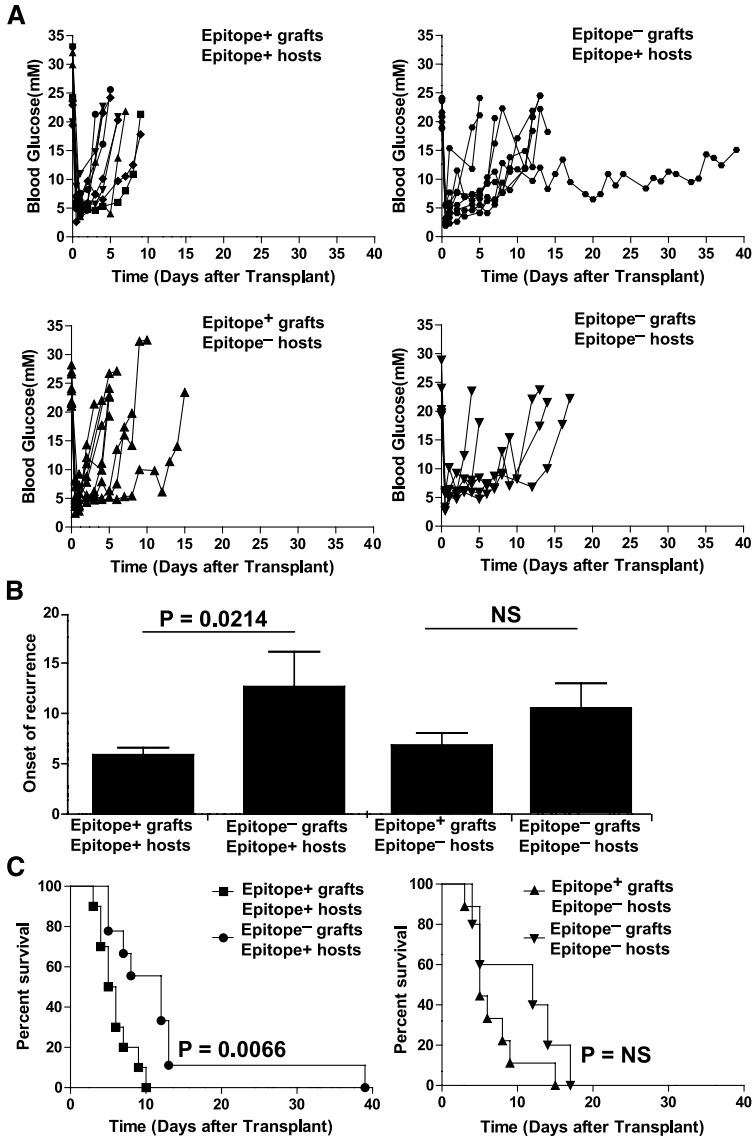 A
Epitope+ grafts
Epitope+ hosts
Blood Glucose(mM)
35
30
25
20
15
10
5
0
0 5 10 15 20 25 30 35 40
Time (Days after Transplant)
Epitope− grafts
Epitope+ hosts
Blood Glucose(mM)
35
30
25
20
15
10
5
0
0 5 10 15 20 25 30 35 40
Time (Days after Transplant)
Epitope+ grafts
Epitope− hosts
Blood Glucose(mM)
35
30
25
20
15
10
5
0
0 10 20 30 40
Time (Days after Transplant)
Epitope− grafts
Epitope− hosts
Blood Glucose(mM)
35
30
25
20
15
10
5
0
0 5 10 15 20 25 30 35 40
Time (Days after Transplant)
B
Onset of recurrence
20
15
10
5
0
P = 0.0214
NS
Epitope+ grafts
Epitope+ hosts
Epitope− grafts
Epitope+ hosts
Epitope+ grafts
Epitope− hosts
Epitope− grafts
Epitope− hosts
C
Percent survival
100
80
60
40
20
0
0 10 20 30 40
Time (Days after Transplant)
Epitope+ grafts
Epitope+ hosts
Epitope− grafts
Epitope+ hosts
P = 0.0066
Percent survival
100
80
60
40
20
0
0 10 20 30 40
Time (Days after Transplant)
Epitope+ grafts
Epitope− hosts
Epitope− grafts
Epitope− hosts
P = NS